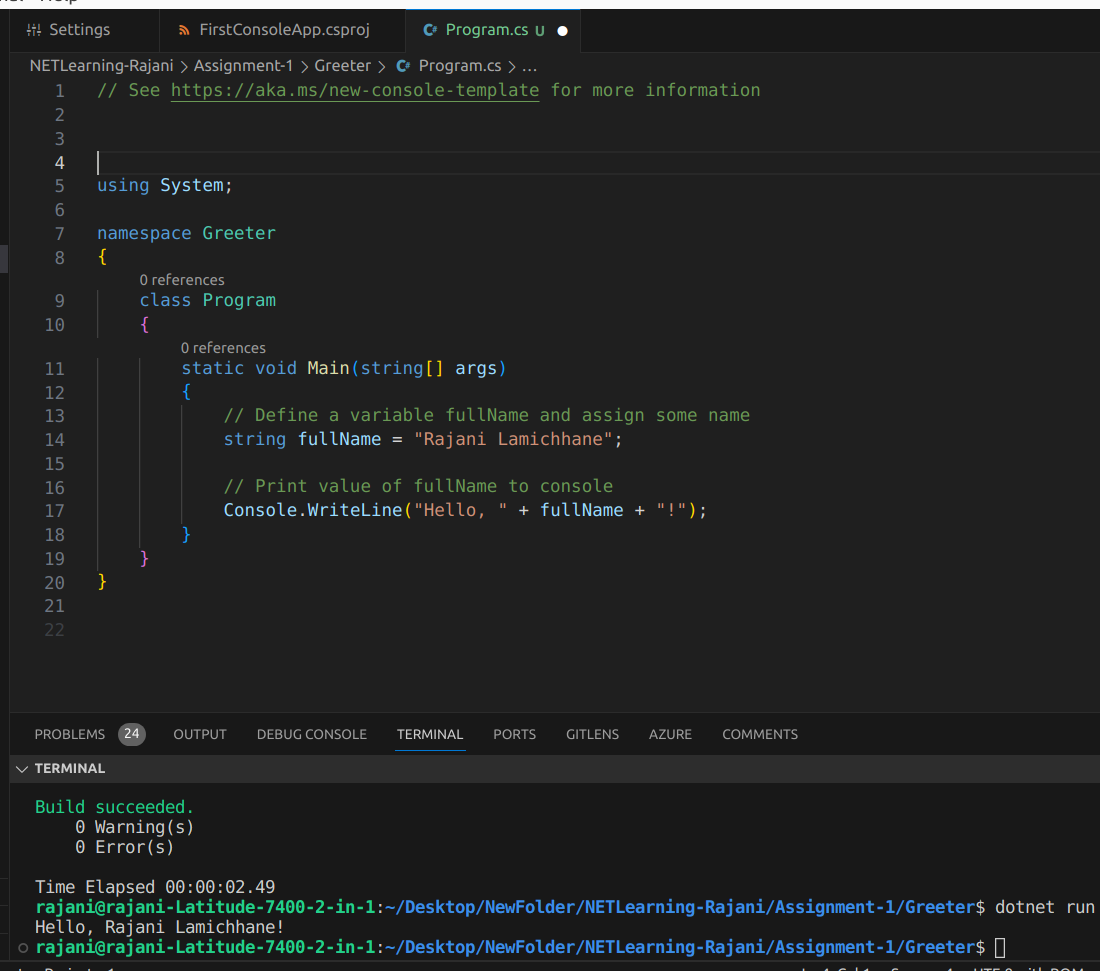 Help
Settings
FirstConsoleApp.csproj
C# Program.cs U
NETLearning-Rajani > Assignment-1 > Greeter > C# Program.cs > ...
1 // See https://aka.ms/new-console-template for more information
2
3
4
5 using System;
6
7 namespace Greeter
8 {
0 references
9 class Program
10 {
0 references
11 static void Main(string[] args)
12 {
13 // Define a variable fullName and assign some name
14 string fullName = "Rajani Lamichhane";
15
16 // Print value of fullName to console
17 Console.WriteLine("Hello, " + fullName + "!");
18 }
19 }
20 }
21
22
PROBLEMS 24 OUTPUT DEBUG CONSOLE TERMINAL PORTS GITLENS AZURE COMMENTS
TERMINAL
Build succeeded.
0 Warning(s)
0 Error(s)
Time Elapsed 00:00:02.49
rajani@rajani-Latitude-7400-2-in-1:~/Desktop/NewFolder/NETLearning-Rajani/Assignment-1/Greeter$ dotnet run
Hello, Rajani Lamichhane!
rajani@rajani-Latitude-7400-2-in-1:~/Desktop/NewFolder/NETLearning-Rajani/Assignment-1/Greeter$